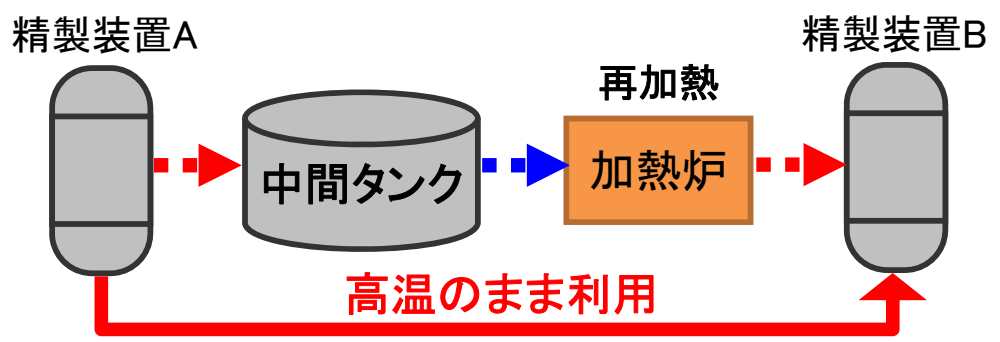 精製装置A
精製装置B
再加熱
中間タンク
加熱炉
高温のまま利用